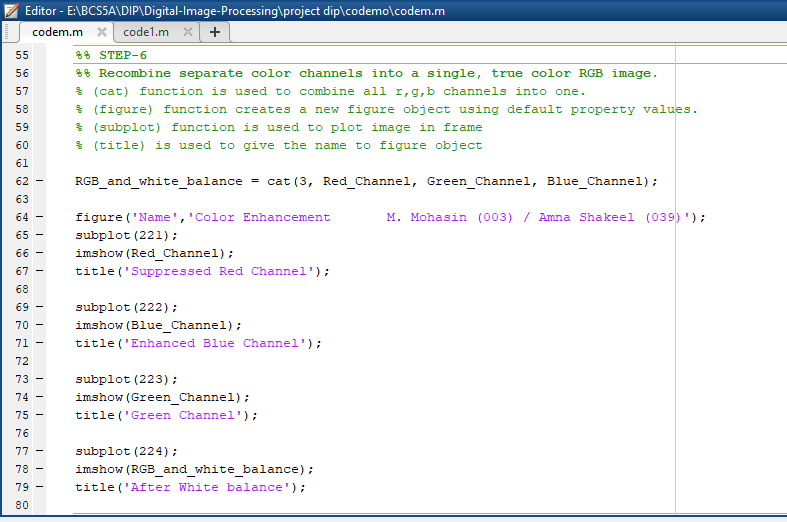 Editor - E:\BCS5A\DIP\Digital-Image-Processing\project dip\codemo\codem.m
codem.m code1.m
55 %% STEP-6
56 %% Recombine separate color channels into a single, true color RGB image.
57 % (cat) function is used to combine all r,g,b channels into one.
58 % (figure) function creates a new figure object using default property values.
59 % (subplot) function is used to plot image in frame
60 % (title) is used to give the name to figure object
61
62 - RGB_and_white_balance = cat(3, Red_Channel, Green_Channel, Blue_Channel);
63
64 - figure('Name','Color Enhancement       M. Mohasin (003) / Amna Shakeel (039)');
65 - subplot(221);
66 - imshow(Red_Channel);
67 - title('Suppressed Red Channel');
68
69 - subplot(222);
70 - imshow(Blue_Channel);
71 - title('Enhanced Blue Channel');
72
73 - subplot(223);
74 - imshow(Green_Channel);
75 - title('Green Channel');
76
77 - subplot(224);
78 - imshow(RGB_and_white_balance);
79 - title('After White balance');
80